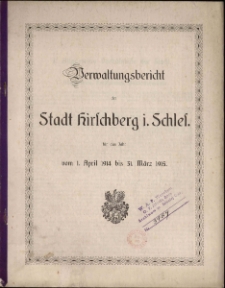 Verwaltungsbericht
der
Stadt Hirschberg i. Schles.
für das Jahr
vom 1. April 1914 bis 31. März 1915.